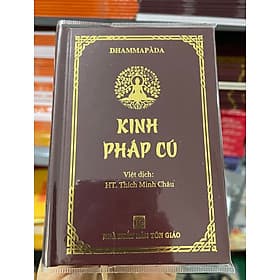 DHAMMAPADA
KINH
PHÁP CÚ
Việt dịch:
HT. Thích Minh Châu
NHÀ XUẤT BẢN TÔN GIÁO